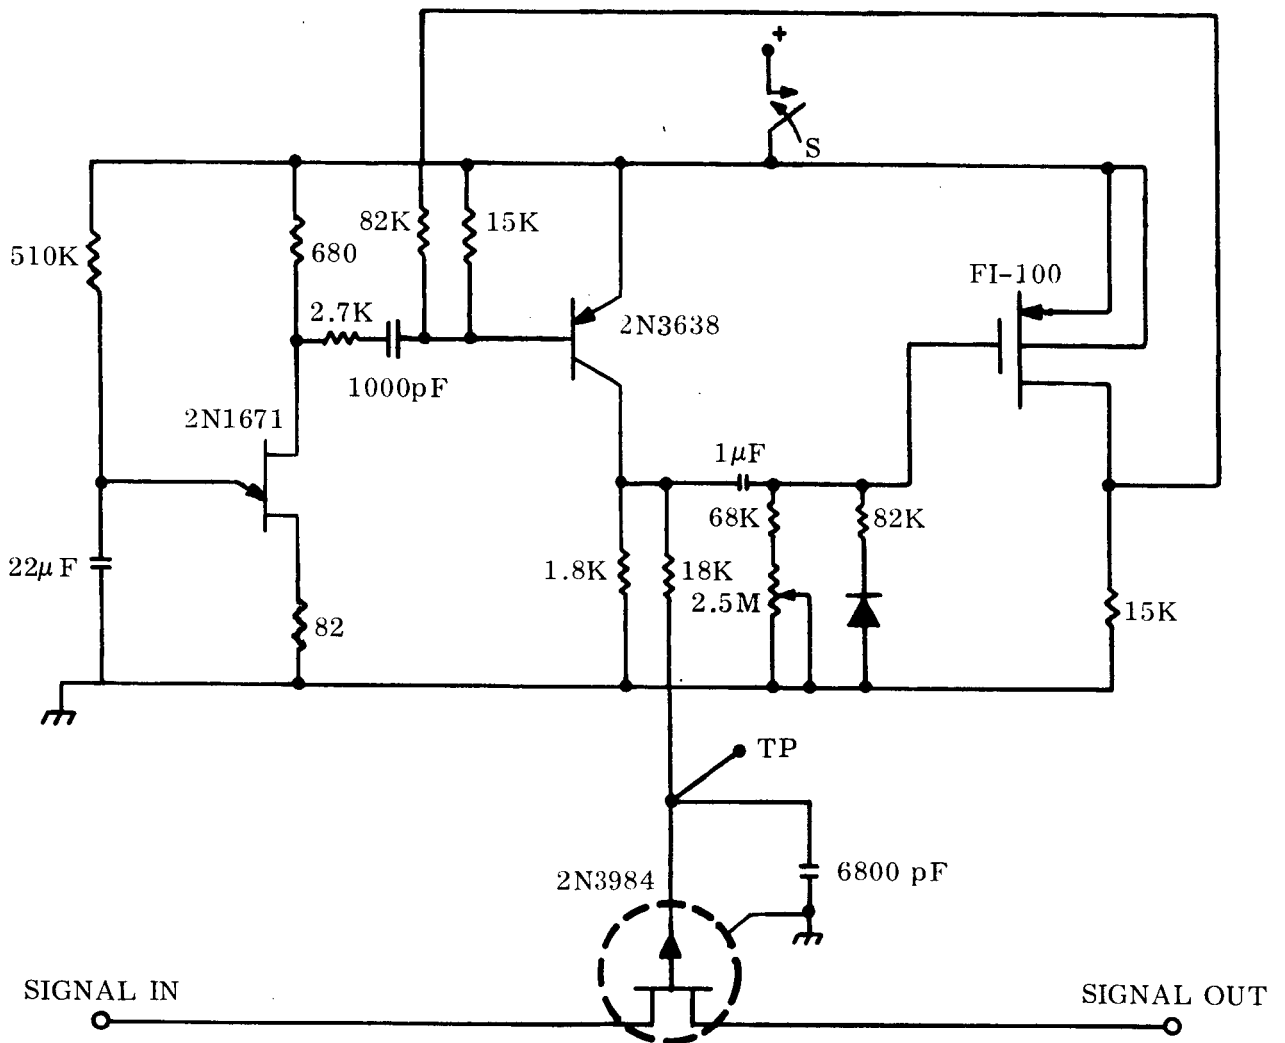 +
S
510K
680
82K
15K
2.7K
1000pF
2N3638
FI-100
2N1671
1µF
68K
82K
22µF
82
1.8K
18K
2.5M
15K
TP
2N3984
6800 pF
SIGNAL IN
SIGNAL OUT